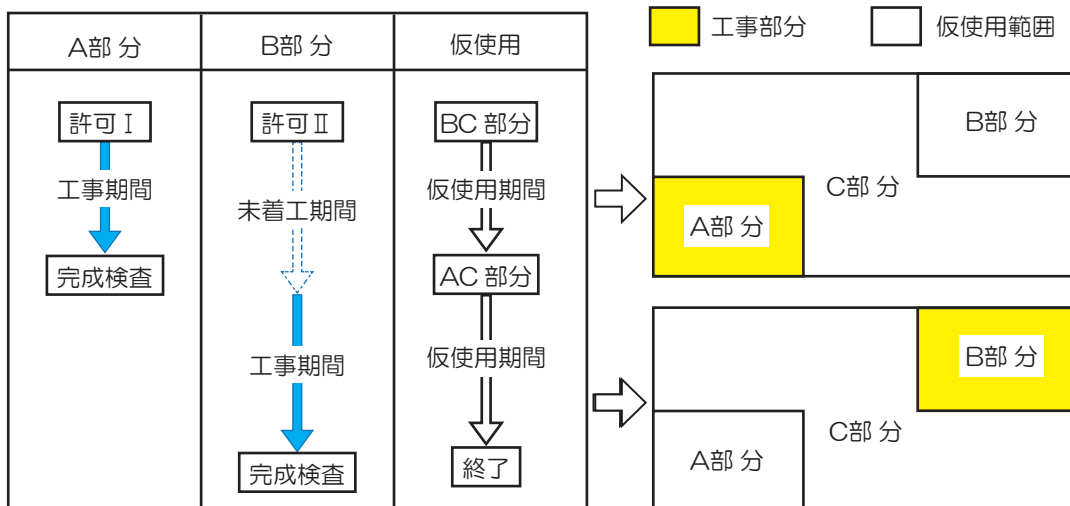 A部分
B部分
仮使用
許可Ⅰ
工事期間
完成検査
許可Ⅱ
未着工期間
工事期間
完成検査
BC部分
仮使用期間
AC部分
仮使用期間
終了
工事部分
仮使用範囲
B部分
C部分
A部分
B部分
C部分
A部分